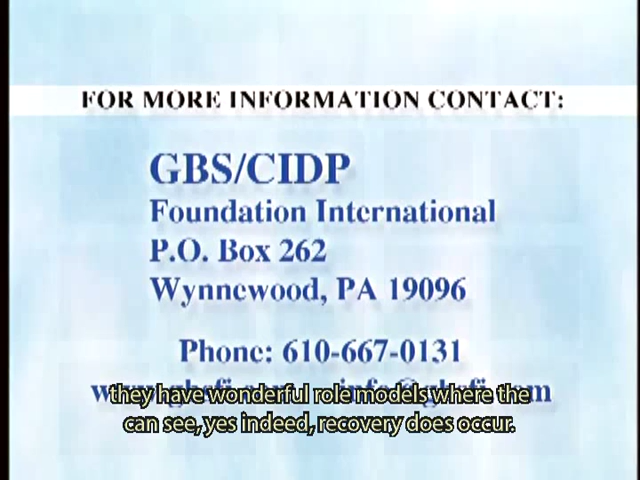 FOR MORE INFORMATION CONTACT:
GBS/CIDP
Foundation International
P.O. Box 262
Wynnewood, PA 19096
Phone: 610-667-0131
they have wonderful role models where the
can see, yes indeed, recovery does occur.